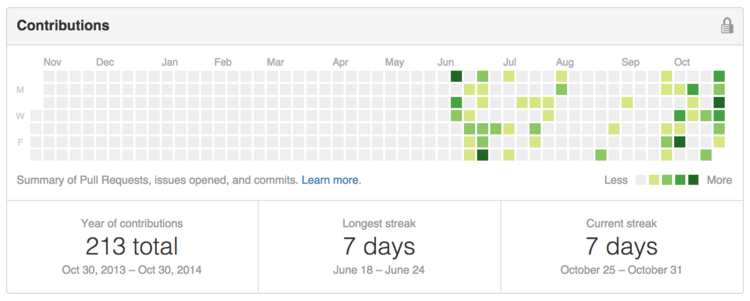 Contributions
Nov Dec Jan Feb Mar Apr May Jun Jul Aug Sep Oct
M
W
F
Summary of Pull Requests, issues opened, and commits. Learn more. Less More
Year of contributions Longest streak Current streak
213 total 7 days 7 days
Oct 30, 2013 – Oct 30, 2014 June 18 – June 24 October 25 – October 31